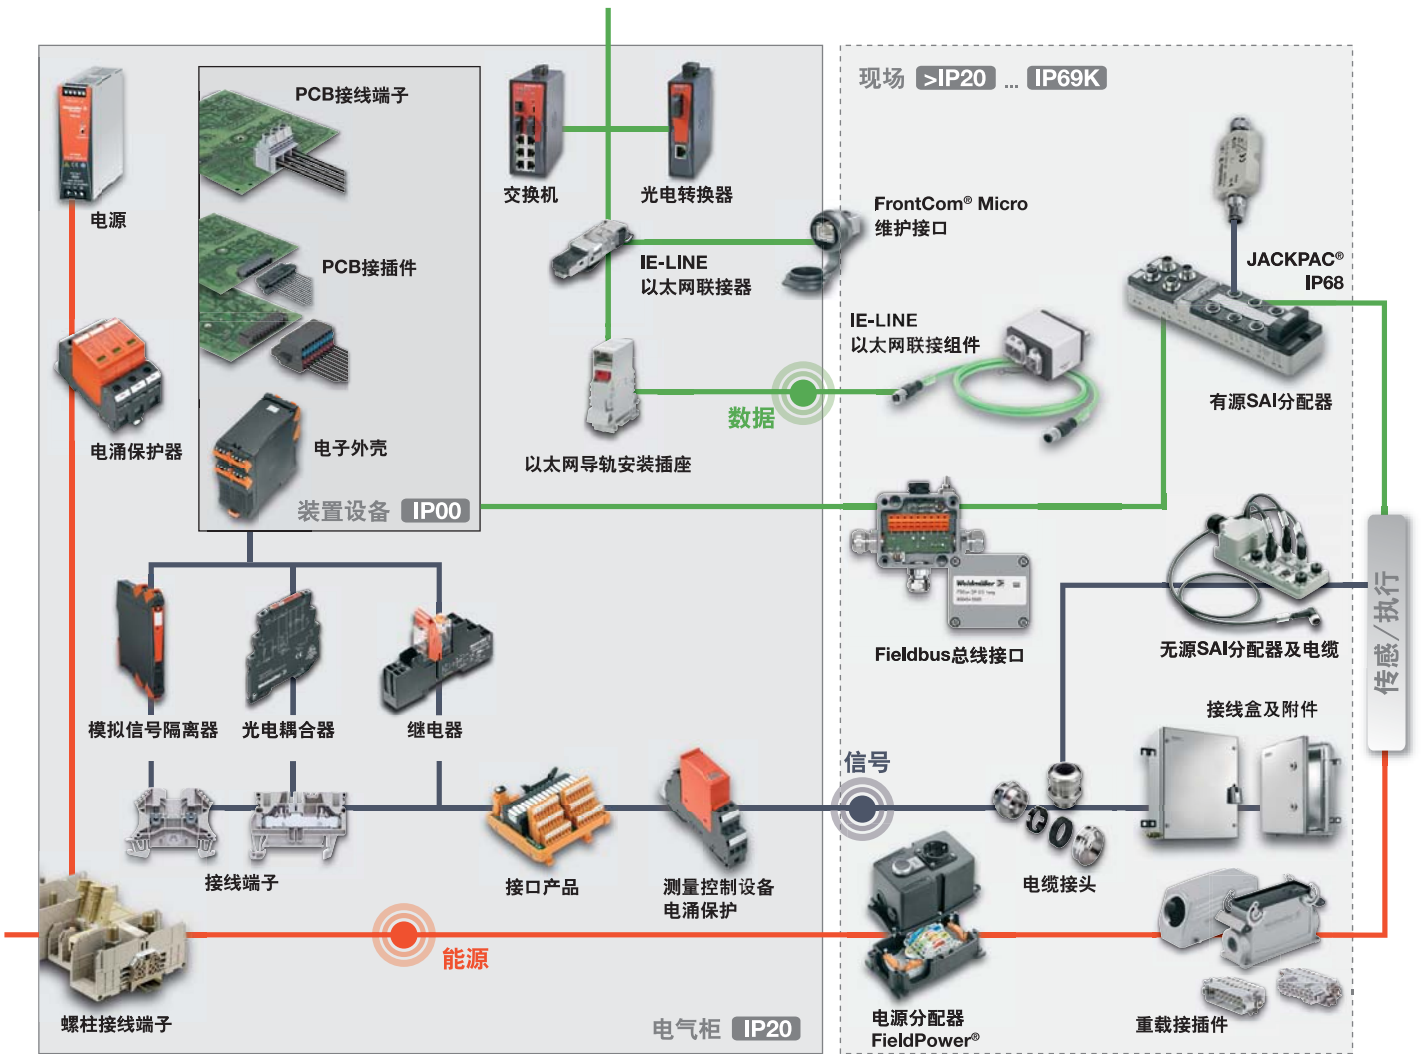 电源
PCB接线端子
PCB接插件
电子外壳
装置设备 IP00
电涌保护器
交换机
光电转换器
IE-LINE
以太网联接器
以太网导轨安装插座
数据
现场 >IP20 ... IP69K
FrontCom® Micro
维护接口
IE-LINE
以太网联接组件
JACKPAC®
IP68
有源SAI分配器
Weidmüller
Fieldbus总线接口
无源SAI分配器及电缆
传感/执行
模拟信号隔离器
光电耦合器
继电器
接线端子
接口产品
测量控制设备
电涌保护
信号
接线盒及附件
电缆接头
能源
螺柱接线端子
电气柜 IP20
电源分配器
FieldPower®
重载接插件